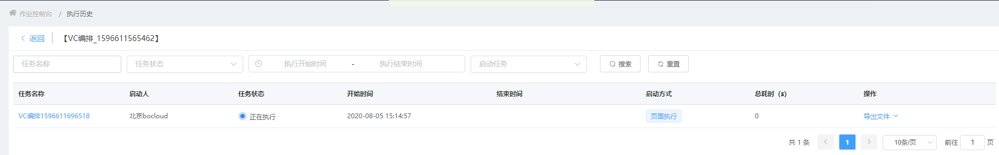 作业控制台 / 执行历史
返回 【VC编排_1596611565462】
任务名称 任务状态 执行开始时间 - 执行结束时间 启动任务 搜索 重置
任务名称 启动人 任务状态 开始时间 结束时间 启动方式 总耗时（s） 操作
VC编排1596611696518 北京bocloud 正在执行 2020-08-05 15:14:57 页面执行 0 导出文件
共 1 条 1 10条/页 前往 1 页